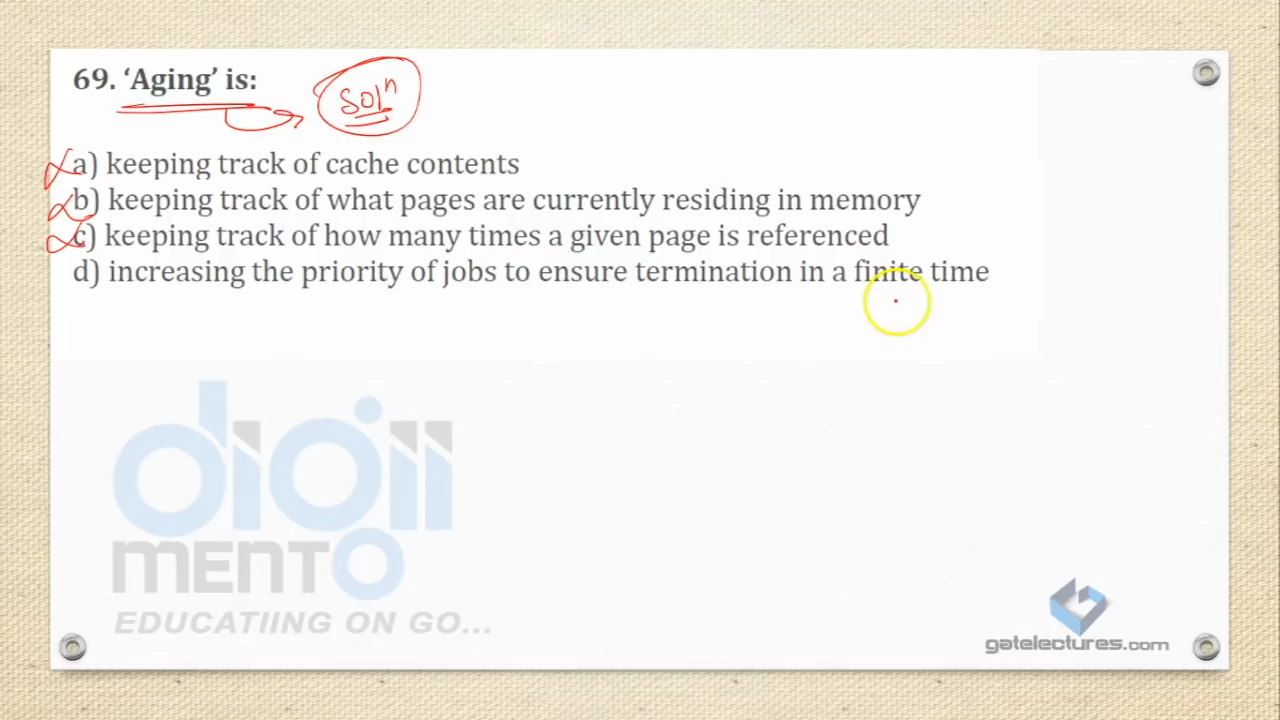 69. ‘Aging’ is:
Solⁿ
a) keeping track of cache contents
b) keeping track of what pages are currently residing in memory
c) keeping track of how many times a given page is referenced
d) increasing the priority of jobs to ensure termination in a finite time
digii
MENTO
EDUCATIING ON GO...
gatelectures.com